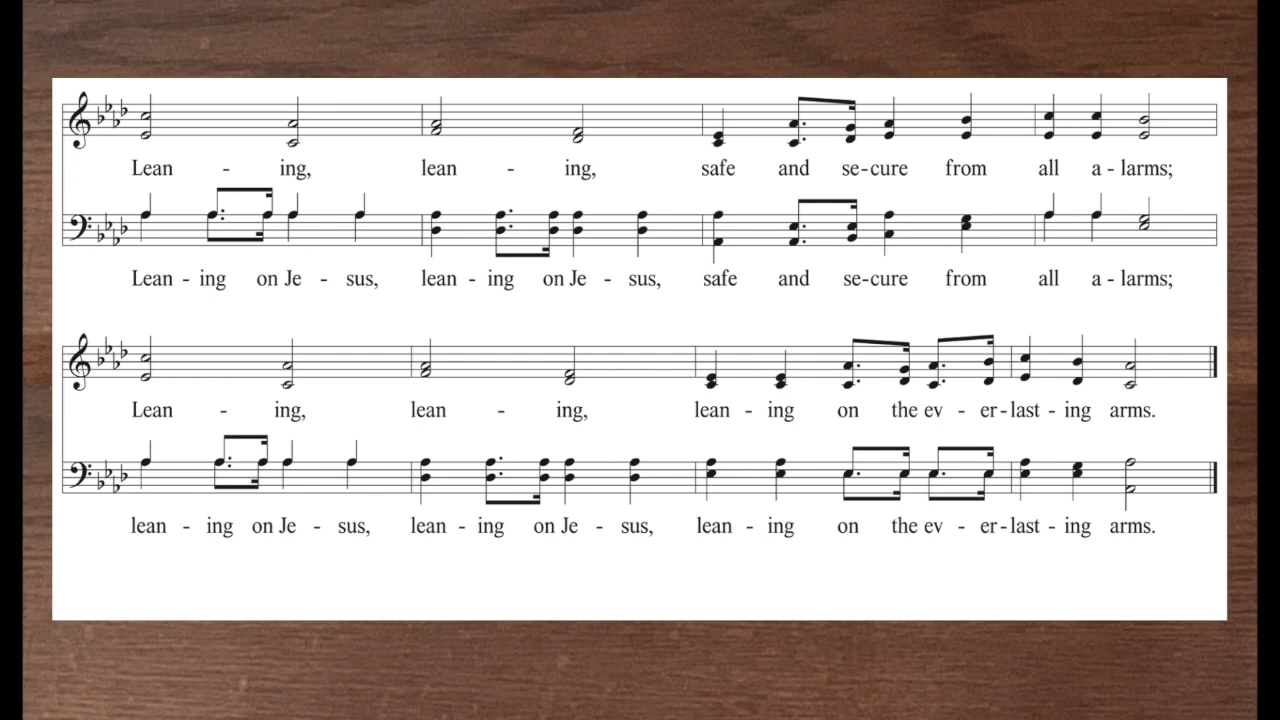 Lean - ing, lean - ing, safe and se-cure from all a - larms;
Lean - ing on Je - sus, lean - ing on Je - sus, safe and se-cure from all a - larms;
Lean - ing, lean - ing, lean - ing on the ev - er-last - ing arms.
lean - ing on Je - sus, lean - ing on Je - sus, lean - ing on the ev - er-last - ing arms.